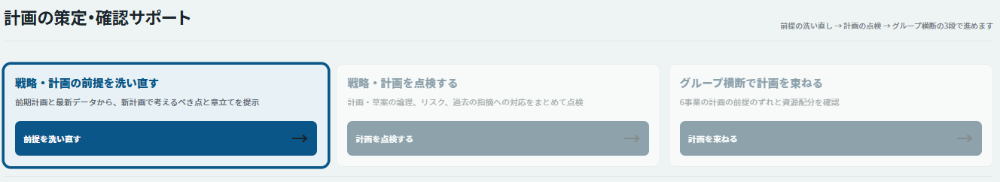 計画の策定・確認サポート
前提の洗い直し → 計画の点検 → グループ横断の3段で進めます
戦略・計画の前提を洗い直す
前期計画と最新データから、新計画で考えるべき点と章立てを提示
前提を洗い直す →
戦略・計画を点検する
計画・草案の論理、リスク、過去の指摘への対応をまとめて点検
計画を点検する →
グループ横断で計画を束ねる
6事業の計画の前提のずれと資源配分を確認
計画を束ねる →